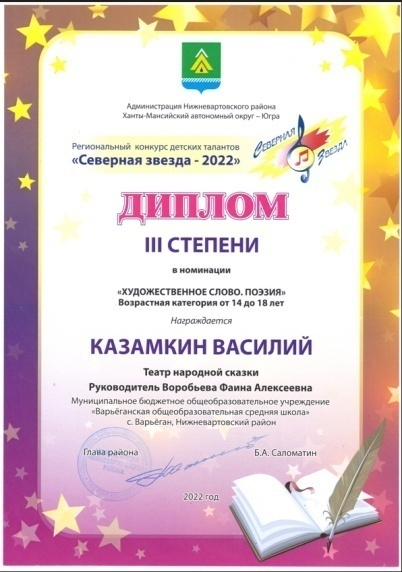 Администрация Нижневартовского района
Ханты-Мансийский автономный округ – Югра
Региональный конкурс детских талантов
«Северная звезда - 2022»
СЕВЕРНАЯ
ЗВЕЗДА
ДИПЛОМ
III СТЕПЕНИ
в номинации
«ХУДОЖЕСТВЕННОЕ СЛОВО. ПОЭЗИЯ»
Возрастная категория от 14 до 18 лет
Награждается
КАЗАМКИН ВАСИЛИЙ
Театр народной сказки
Руководитель Воробьева Фаина Алексеевна
Муниципальное бюджетное общеобразовательное учреждение
«Варьёганская общеобразовательная средняя школа»
с. Варьёган, Нижневартовский район
Глава района Б.А. Саломатин
2022 год